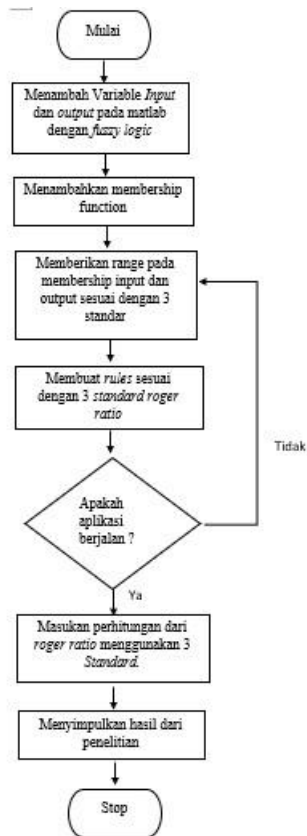 Mulai
Menambah Variable Input
dan output pada matlab
dengan fuzzy logic
Menambahkan membership
function
Memberikan range pada
membership input dan
output sesuai dengan 3
standar
Membuat rules sesuai
dengan 3 standard roger
ratio
Tidak
Apakah
aplikasi
berjalan ?
Ya
Masukan perhitungan dari
roger ratio menggunakan 3
Standard.
Menyimpulkan hasil dari
penelitian
Stop